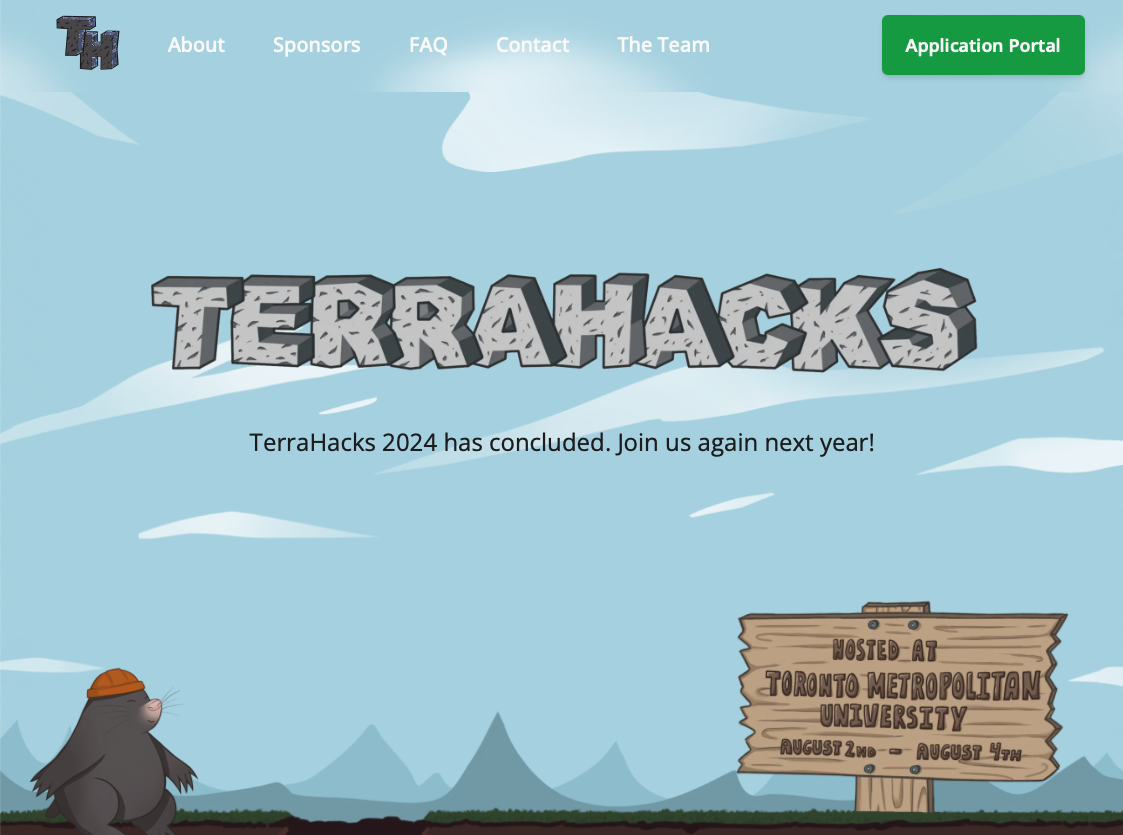 TH
About
Sponsors
FAQ
Contact
The Team
Application Portal
TERRAHACKS
TerraHacks 2024 has concluded. Join us again next year!
HOSTED AT
TORONTO METROPOLITAN
UNIVERSITY
AUGUST 2ND - AUGUST 4TH